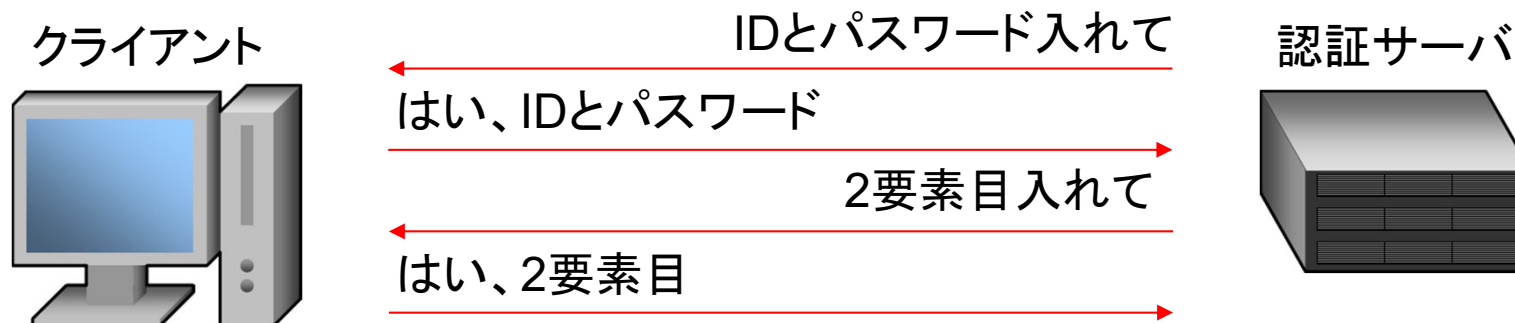 クライアント
IDとパスワード入れて
認証サーバ
はい、IDとパスワード
2要素目入れて
はい、2要素目